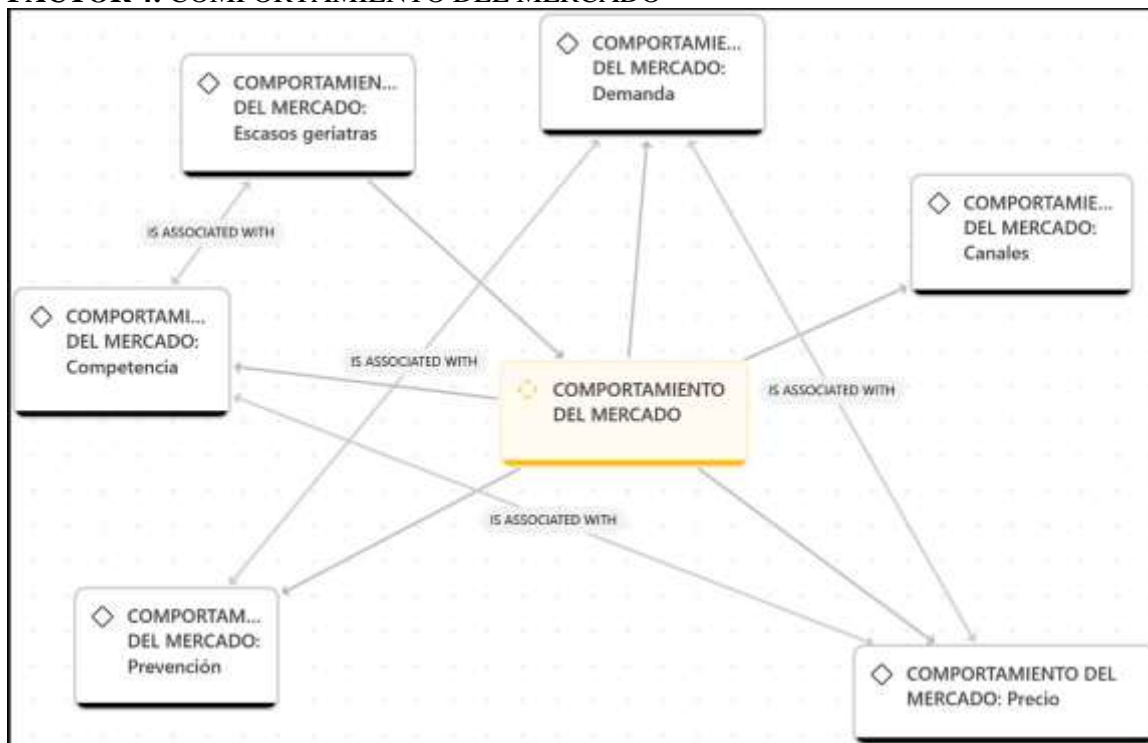 FACTOR 4: COMPORTAMIENTO DEL MERCADO
COMPORTAMIE...
DEL MERCADO:
Demanda
COMPORTAMIEN...
DEL MERCADO:
Escasos geriatras
COMPORTAMIE...
DEL MERCADO:
Canales
IS ASSOCIATED WITH
COMPORTAMI...
DEL MERCADO:
Competencia
IS ASSOCIATED WITH
COMPORTAMIENTO
DEL MERCADO
IS ASSOCIATED WITH
IS ASSOCIATED WITH
COMPORTAM...
DEL MERCADO:
Prevención
COMPORTAMIENTO DEL
MERCADO: Precio